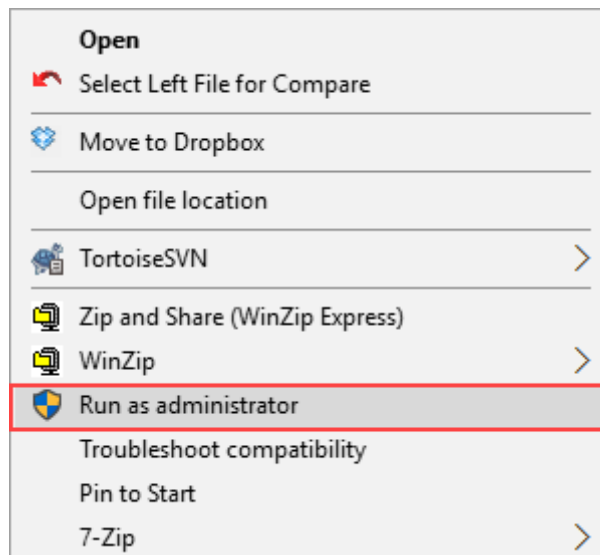 Open
Select Left File for Compare
Move to Dropbox
Open file location
TortoiseSVN
Zip and Share (WinZip Express)
WinZip
Run as administrator
Troubleshoot compatibility
Pin to Start
7-Zip